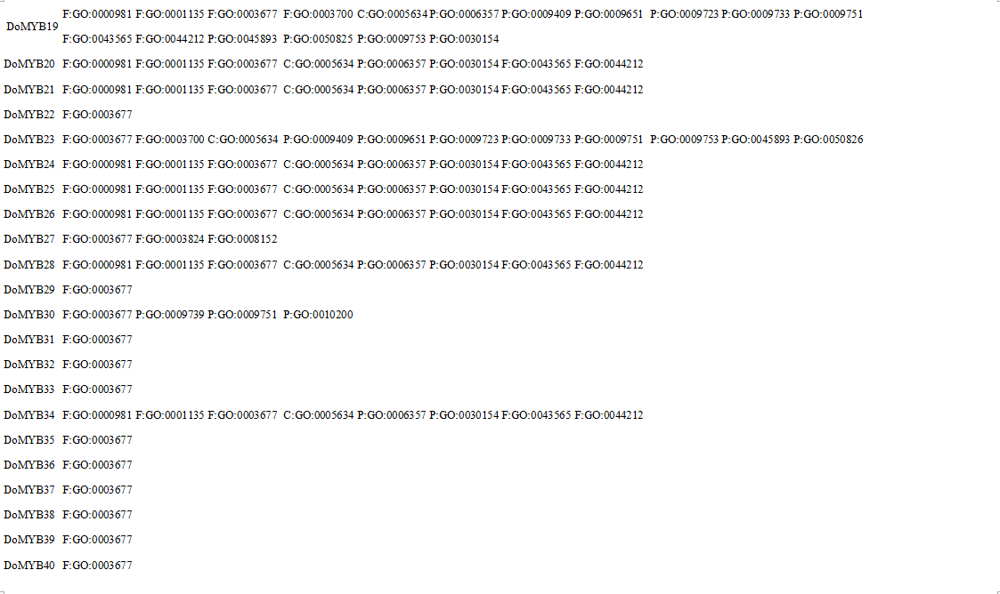 F:GO:0000981 F:GO:0001135 F:GO:0003677 F:GO:0003700 C:GO:0005634 P:GO:0006357 P:GO:0009409 P:GO:0009651 P:GO:0009723 P:GO:0009733 P:GO:0009751
DoMYB19
F:GO:0043565 F:GO:0044212 P:GO:0045893 P:GO:0050825 P:GO:0009753 P:GO:0030154
DoMYB20 F:GO:0000981 F:GO:0001135 F:GO:0003677 C:GO:0005634 P:GO:0006357 P:GO:0030154 F:GO:0043565 F:GO:0044212
DoMYB21 F:GO:0000981 F:GO:0001135 F:GO:0003677 C:GO:0005634 P:GO:0006357 P:GO:0030154 F:GO:0043565 F:GO:0044212
DoMYB22 F:GO:0003677
DoMYB23 F:GO:0003677 F:GO:0003700 C:GO:0005634 P:GO:0009409 P:GO:0009651 P:GO:0009723 P:GO:0009733 P:GO:0009751 P:GO:0009753 P:GO:0045893 P:GO:0050826
DoMYB24 F:GO:0000981 F:GO:0001135 F:GO:0003677 C:GO:0005634 P:GO:0006357 P:GO:0030154 F:GO:0043565 F:GO:0044212
DoMYB25 F:GO:0000981 F:GO:0001135 F:GO:0003677 C:GO:0005634 P:GO:0006357 P:GO:0030154 F:GO:0043565 F:GO:0044212
DoMYB26 F:GO:0000981 F:GO:0001135 F:GO:0003677 C:GO:0005634 P:GO:0006357 P:GO:0030154 F:GO:0043565 F:GO:0044212
DoMYB27 F:GO:0003677 F:GO:0003824 F:GO:0008152
DoMYB28 F:GO:0000981 F:GO:0001135 F:GO:0003677 C:GO:0005634 P:GO:0006357 P:GO:0030154 F:GO:0043565 F:GO:0044212
DoMYB29 F:GO:0003677
DoMYB30 F:GO:0003677 P:GO:0009739 P:GO:0009751 P:GO:0010200
DoMYB31 F:GO:0003677
DoMYB32 F:GO:0003677
DoMYB33 F:GO:0003677
DoMYB34 F:GO:0000981 F:GO:0001135 F:GO:0003677 C:GO:0005634 P:GO:0006357 P:GO:0030154 F:GO:0043565 F:GO:0044212
DoMYB35 F:GO:0003677
DoMYB36 F:GO:0003677
DoMYB37 F:GO:0003677
DoMYB38 F:GO:0003677
DoMYB39 F:GO:0003677
DoMYB40 F:GO:0003677